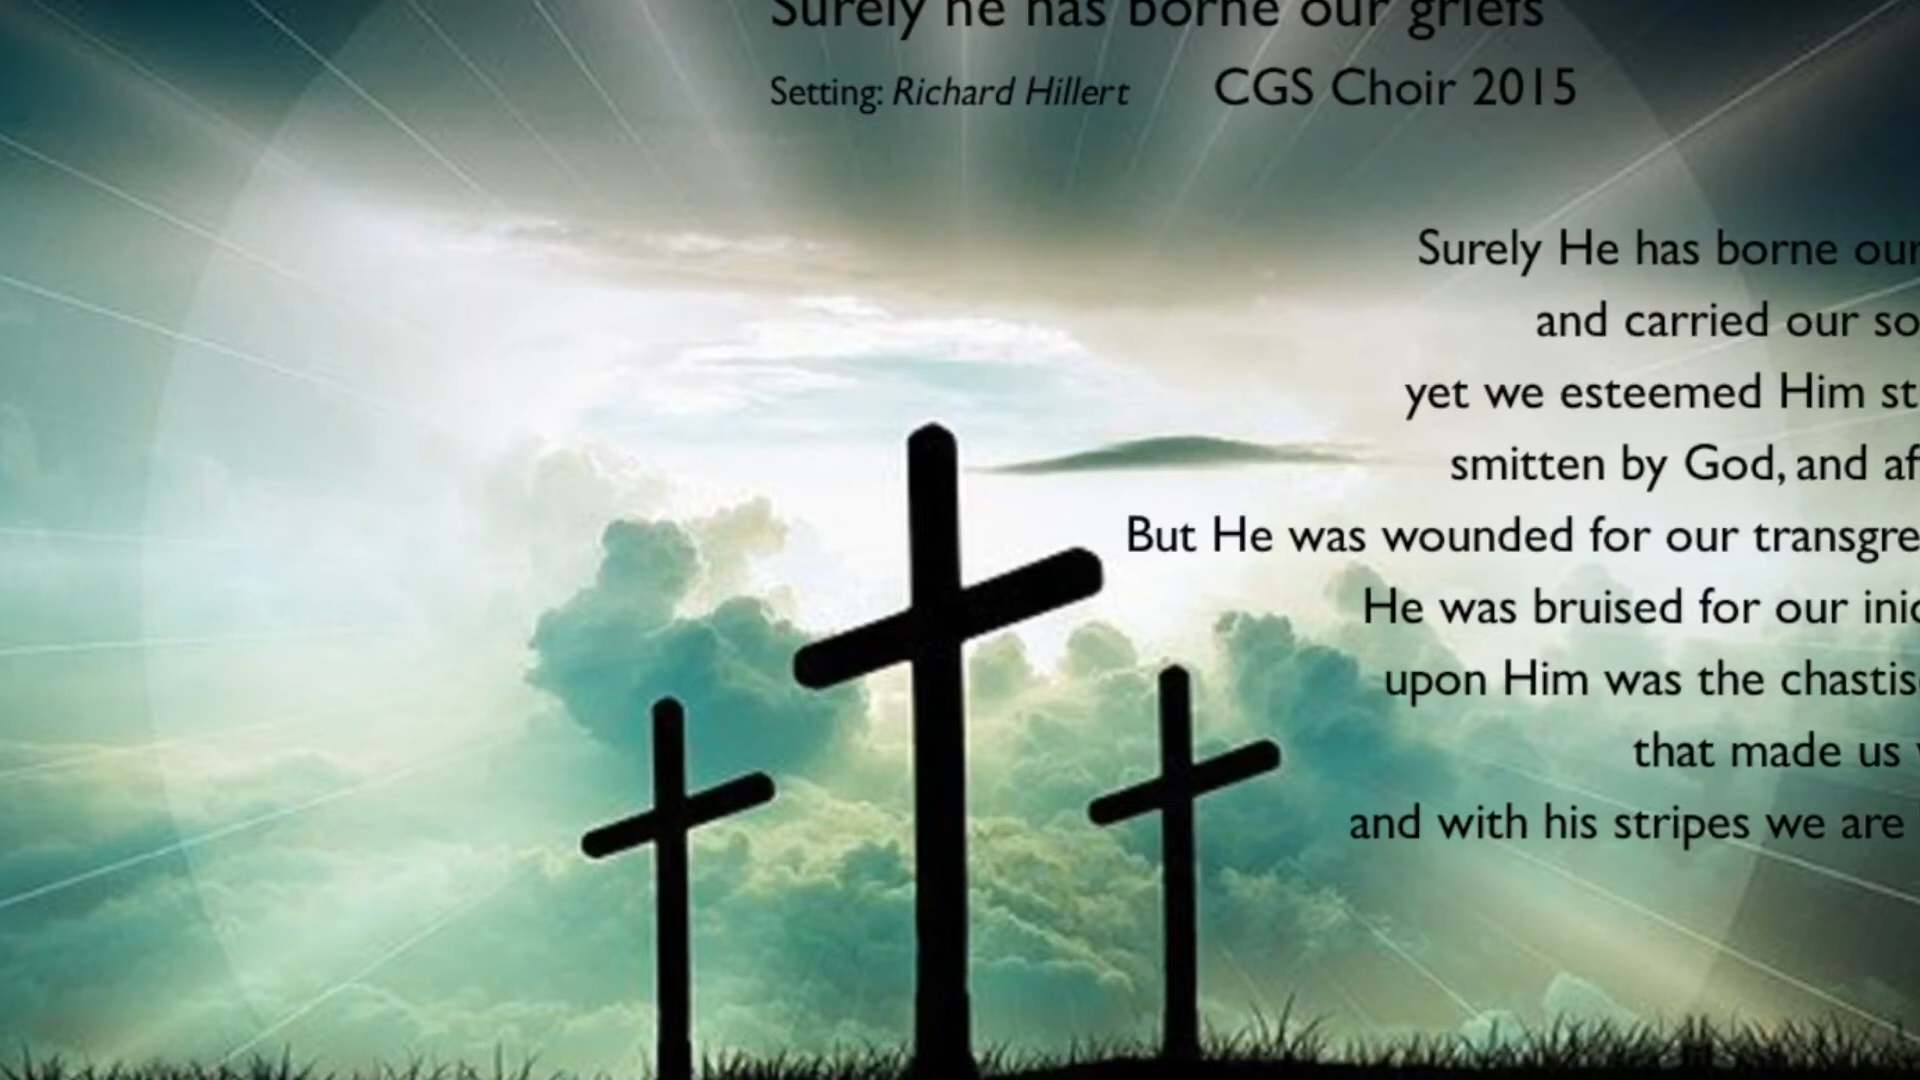 Surely he has borne our griefs
Setting: Richard Hillert CGS Choir 2015
Surely He has borne our
and carried our so
yet we esteemed Him st
smitten by God, and af
But He was wounded for our transgre
He was bruised for our iniq
upon Him was the chastis
that made us
and with his stripes we are